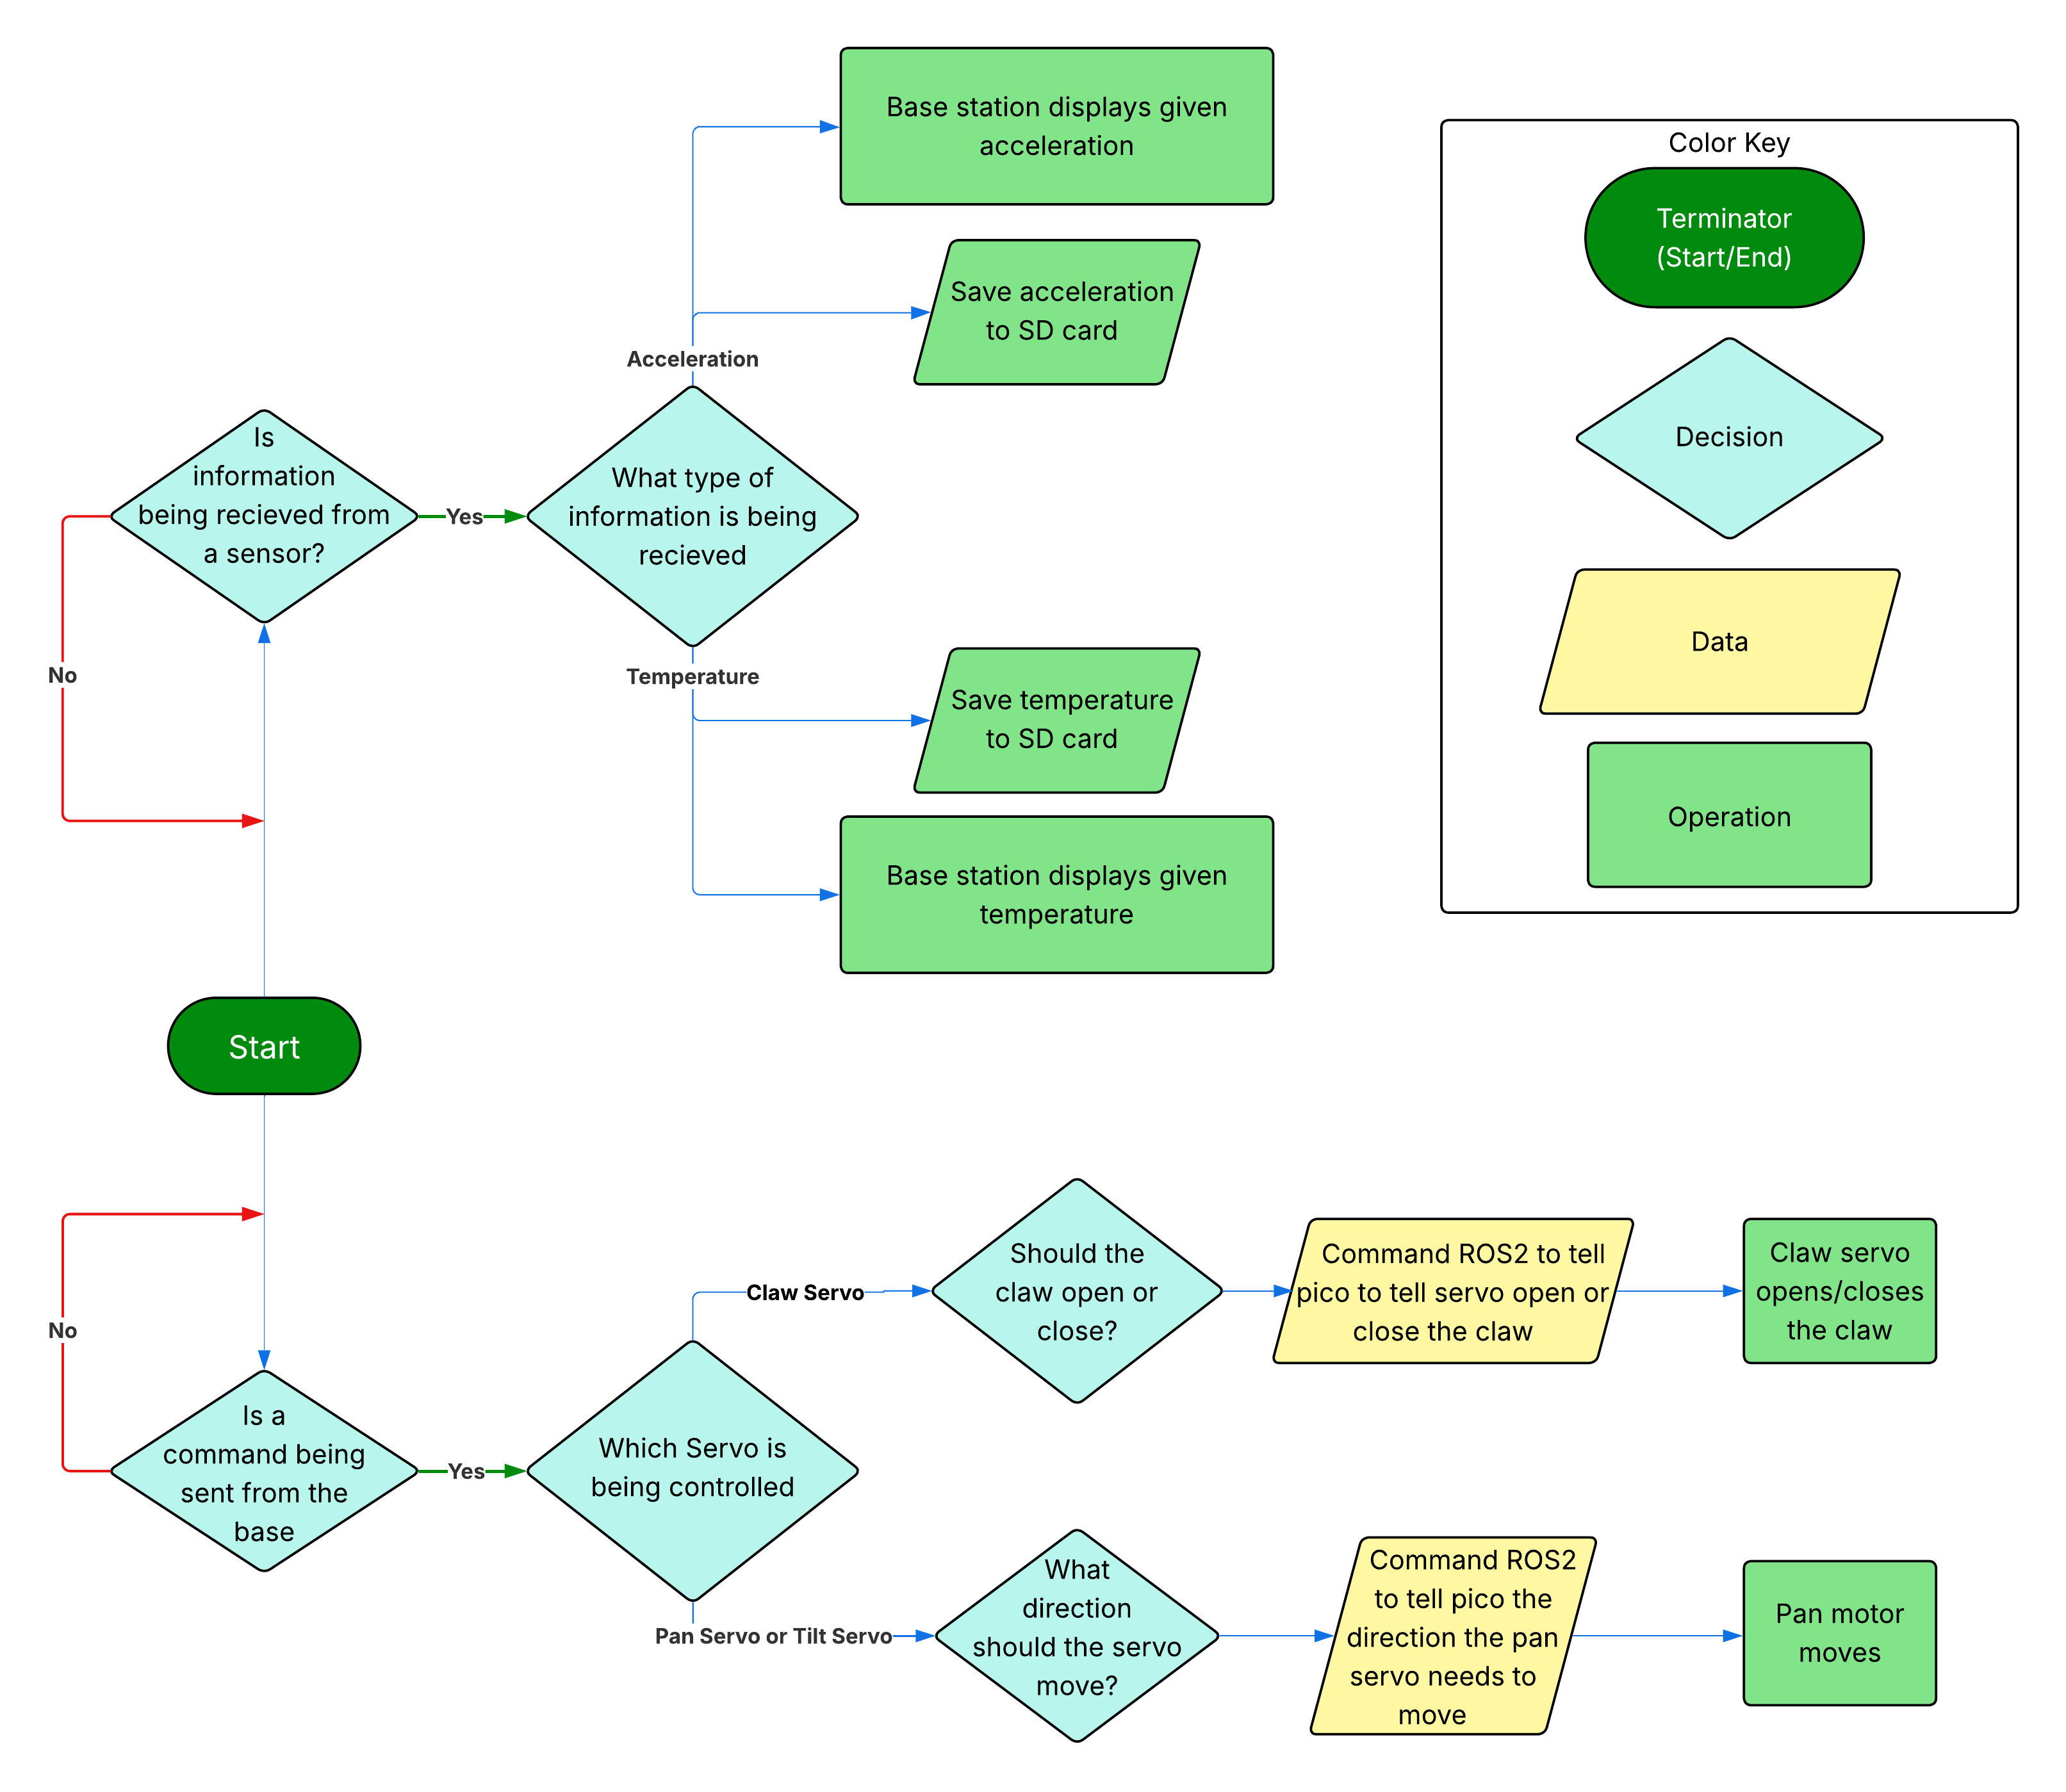 Base station displays given
acceleration
Save acceleration
to SD card
Acceleration
Is
information
being recieved from
a sensor?
Yes
What type of
information is being
recieved
No
Temperature
Save temperature
to SD card
Base station displays given
temperature
Color Key
Terminator
(Start/End)
Decision
Data
Operation
Start
No
Is a
command being
sent from the
base
Yes
Which Servo is
being controlled
Claw Servo
Should the
claw open or
close?
Command ROS2 to tell
pico to tell servo open or
close the claw
Claw servo
opens/closes
the claw
Pan Servo or Tilt Servo
What
direction
should the servo
move?
Command ROS2
to tell pico the
direction the pan
servo needs to
move
Pan motor
moves